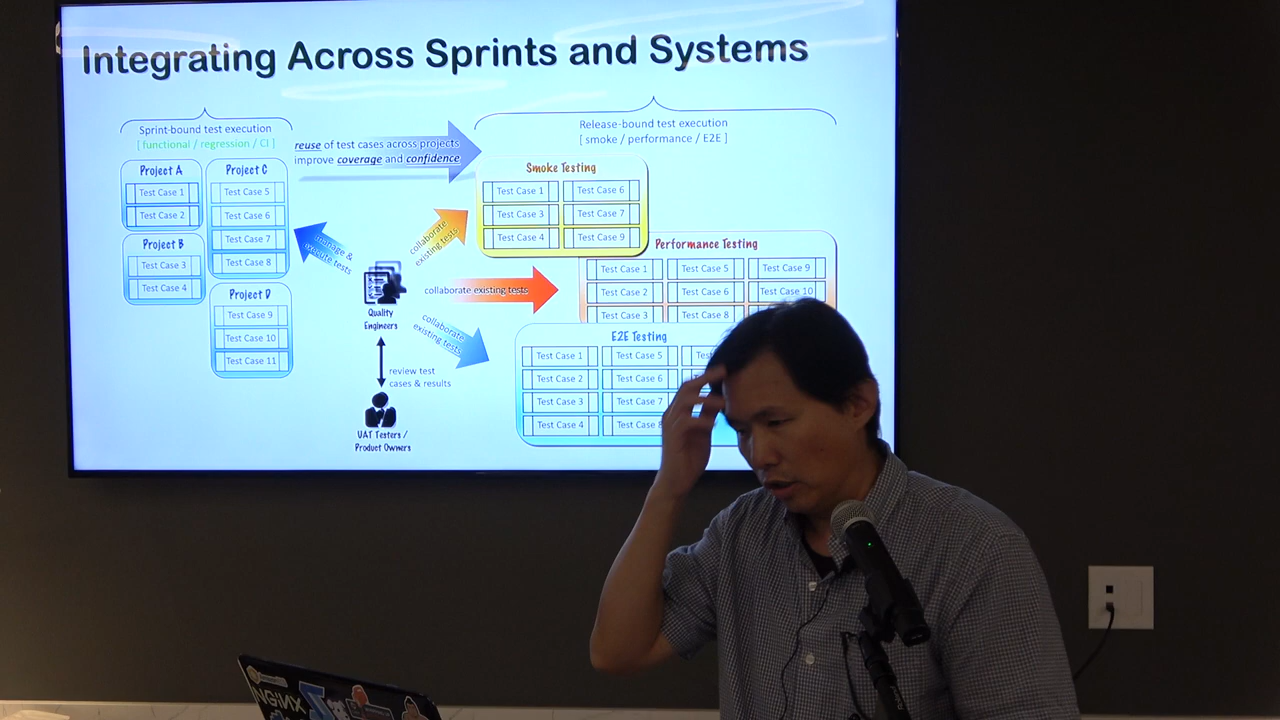 Integrating Across Sprints and Systems
Sprint-bound test execution
[ functional / regression / CI ]
reuse of test cases across projects
improve coverage and confidence
Release-bound test execution
[ smoke / performance / E2E ]
Project A
Test Case 1
Test Case 2
Project B
Test Case 3
Test Case 4
Project C
Test Case 5
Test Case 6
Test Case 7
Test Case 8
Project D
Test Case 9
Test Case 10
Test Case 11
manage &
execute tests
collaborate
existing tests
collaborate existing tests
collaborate
existing tests
Quality
Engineers
review test
cases & results
UAT Testers /
Product Owners
Smoke Testing
Test Case 1 Test Case 6
Test Case 3 Test Case 7
Test Case 4 Test Case 9
Performance Testing
Test Case 1 Test Case 5 Test Case 9
Test Case 2 Test Case 6 Test Case 10
Test Case 3 Test Case 8
E2E Testing
Test Case 1 Test Case 5
Test Case 2 Test Case 6
Test Case 3 Test Case 7
Test Case 4 Test Case 8
NGiNX